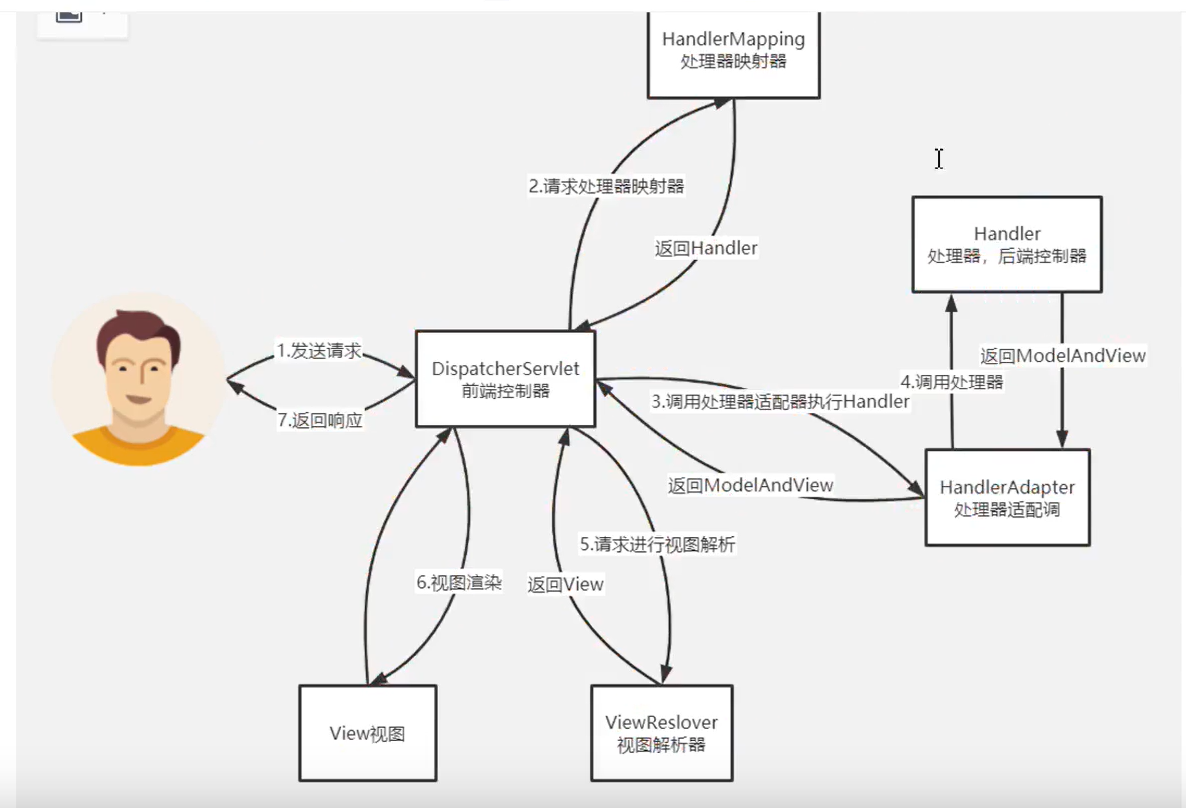 HandlerMapping
处理器映射器
2.请求处理器映射器
返回Handler
Handler
处理器，后端控制器
1.发送请求
DispatcherServlet
前端控制器
返回ModelAndView
4.调用处理器
3.调用处理器适配器执行Handler
7.返回响应
返回ModelAndView
HandlerAdapter
处理器适配调
5.请求进行视图解析
6.视图渲染
返回View
View视图
ViewReslover
视图解析器